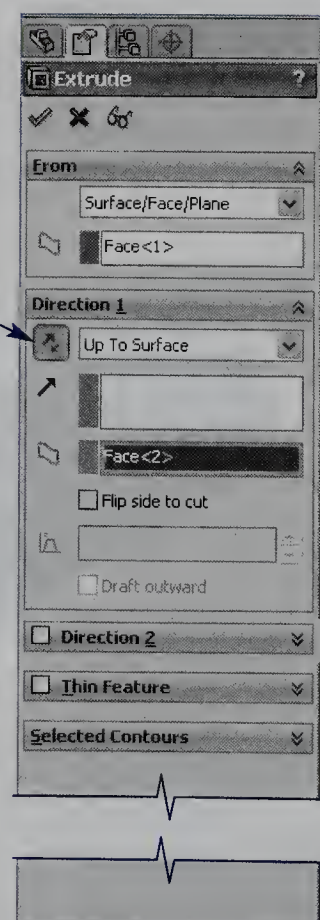 Extrude ?
From
Surface/Face/Plane
Face<1>
Direction 1
Up To Surface
Face<2>
Flip side to cut
Draft outward
Direction 2
Thin Feature
Selected Contours